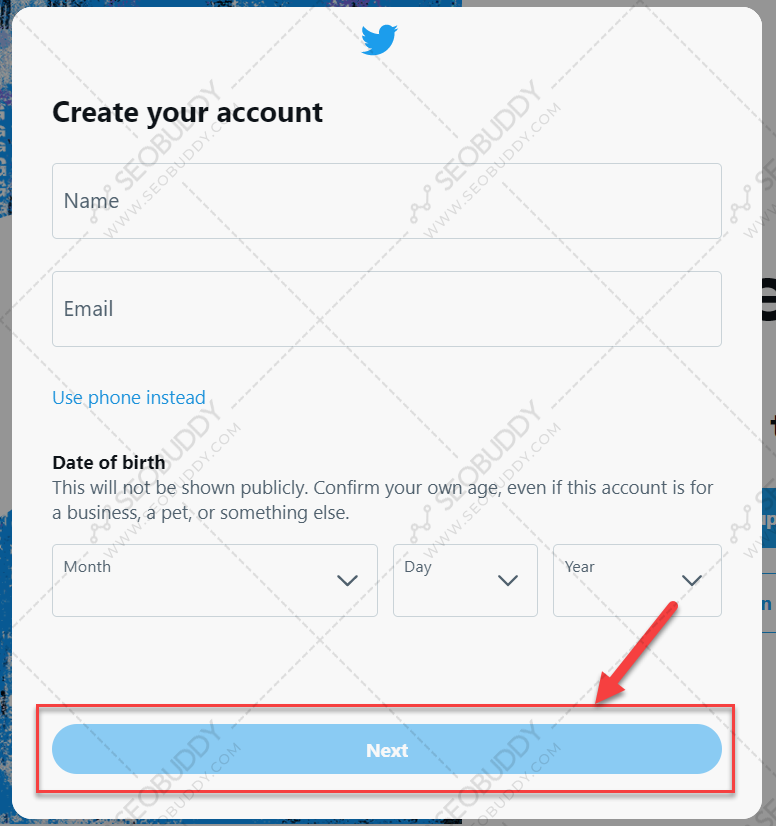 Create your account
Name
Email
Use phone instead
Date of birth
This will not be shown publicly. Confirm your own age, even if this account is for
a business, a pet, or something else.
Month
Day
Year
Next
SEOBUDDY
WWW.SEOBUDDY.COM